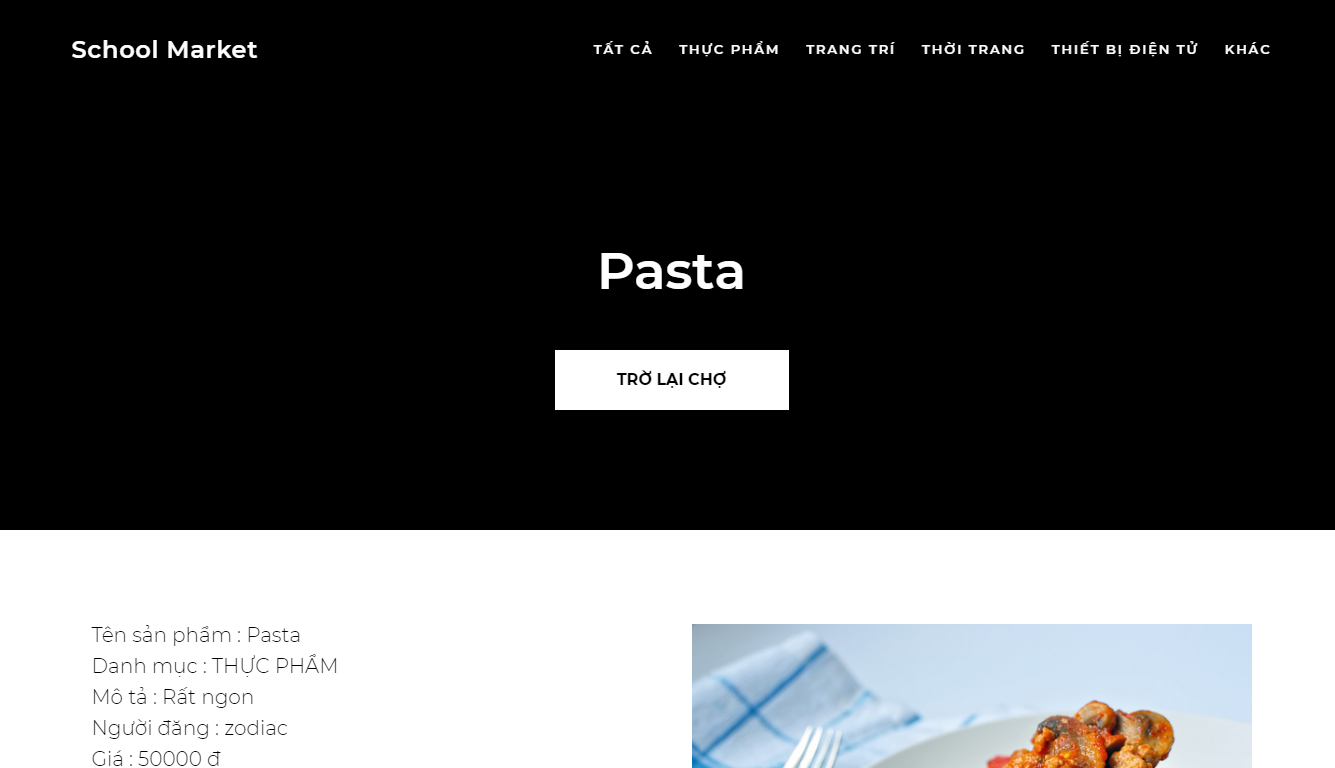 School Market
TẤT CẢ THỰC PHẨM TRANG TRÍ THỜI TRANG THIẾT BỊ ĐIỆN TỬ KHÁC
Pasta
TRỜ LẠI CHỢ
Tên sản phẩm : Pasta
Danh mục : THỰC PHẨM
Mô tả : Rất ngon
Người đăng : zodiac
Giá : 50000 đ